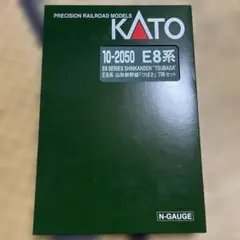 PRECISION RAILROAD MODELS
KATO
10-2050 E8系
E8 SERIES SHINKANSEN "TSUBASA"
E8系 山形新幹線「つばさ」7両セット
N-GAUGE